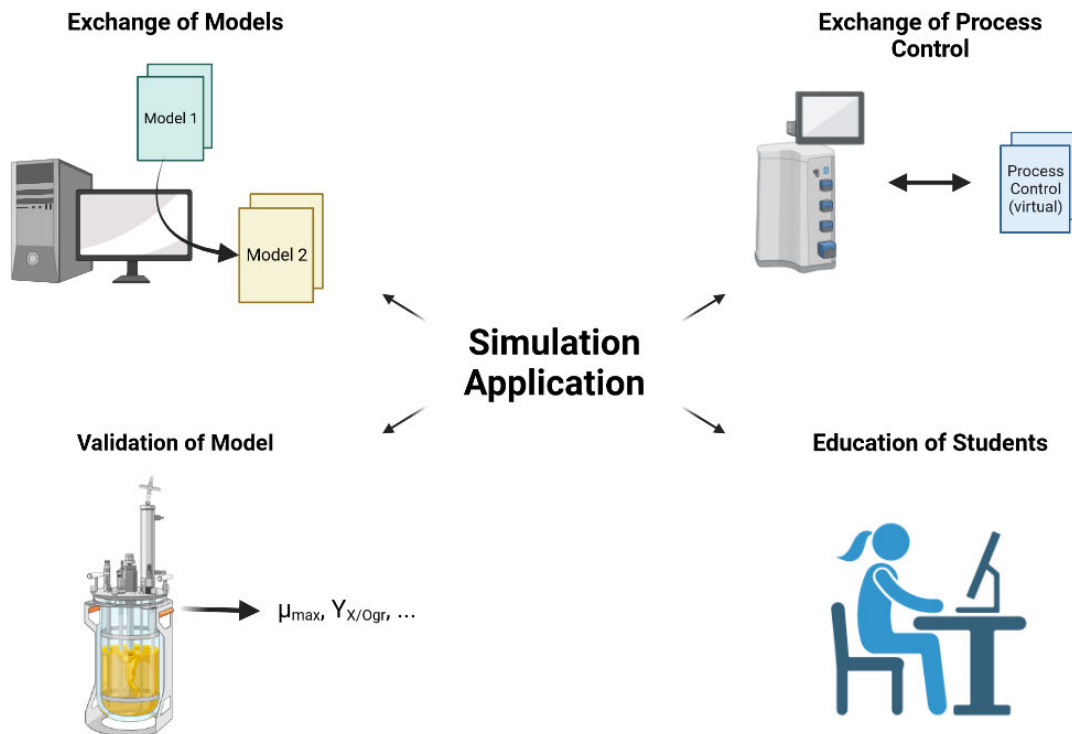 Exchange of Models
Model 1
Model 2
Exchange of Process
Control
Process
Control
(virtual)
Simulation
Application
Validation of Model
μmax, YX/Ogr, ...
Education of Students